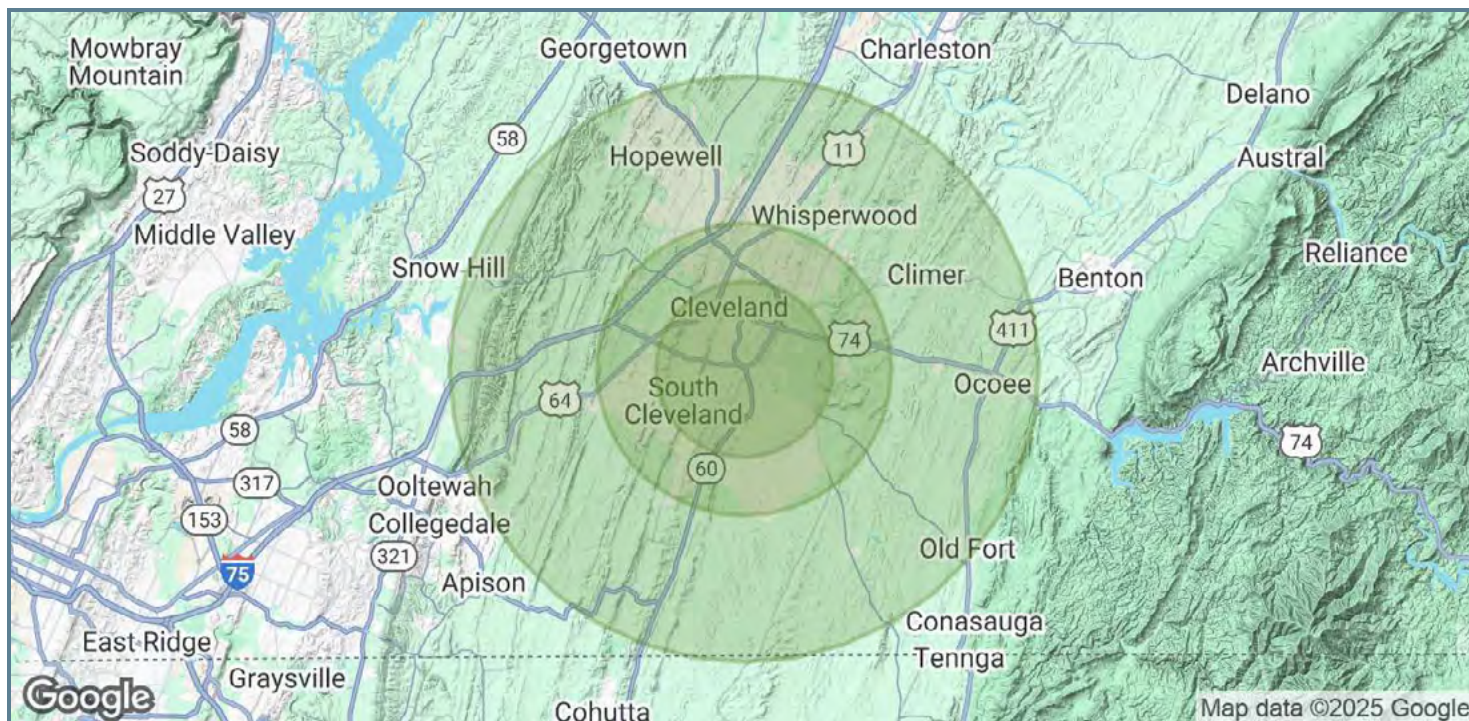 Mowbray
Mountain
Georgetown
Charleston
Delano
58
11
Soddy-Daisy
Hopewell
Austral
27
Middle Valley
Whisperwood
Reliance
Snow Hill
Climer
Benton
Cleveland
411
74
Archville
64
South
Cleveland
Ocoee
58
74
60
317
Ooltewah
153
Collegedale
321
Old Fort
75
Apison
East Ridge
Conasauga
Tennga
Graysville
Google
Cohutta
Map data ©2025 Google